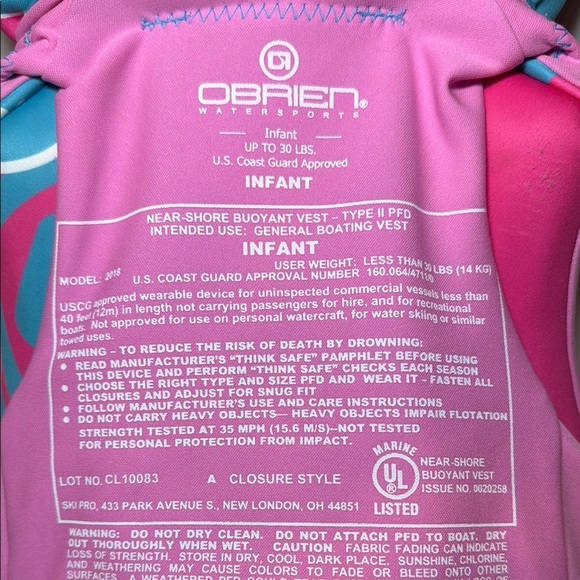 OBRIEN®
WATERSPORTS
Infant
UP TO 30 LBS.
U.S. Coast Guard Approved
INFANT
NEAR-SHORE BUOYANT VEST – TYPE II PFD
INTENDED USE: GENERAL BOATING VEST
INFANT
USER WEIGHT: LESS THAN 30 LBS (14 KG)
MODEL: 2018 U.S. COAST GUARD APPROVAL NUMBER 160.064/4711/0
USCG approved wearable device for uninspected commercial vessels less than
40 feet (12m) in length not carrying passengers for hire, and for recreational
boats. Not approved for use on personal watercraft, for water skiing or similar
towed uses.
WARNING – TO REDUCE THE RISK OF DEATH BY DROWNING:
• READ MANUFACTURER'S "THINK SAFE" PAMPHLET BEFORE USING
THIS DEVICE AND PERFORM "THINK SAFE" CHECKS EACH SEASON
• CHOOSE THE RIGHT TYPE AND SIZE PFD AND WEAR IT - FASTEN ALL
CLOSURES AND ADJUST FOR SNUG FIT
• FOLLOW MANUFACTURER'S USE AND CARE INSTRUCTIONS
• DO NOT CARRY HEAVY OBJECTS— HEAVY OBJECTS IMPAIR FLOTATION
STRENGTH TESTED AT 35 MPH (15.6 M/S)–NOT TESTED
FOR PERSONAL PROTECTION FROM IMPACT.
MARINE
UL ®
LISTED
NEAR-SHORE
BUOYANT VEST
ISSUE NO. 0020258
LOT NO. CL10083 A CLOSURE STYLE
SKI PRO, 433 PARK AVENUE S., NEW LONDON, OH 44851
WARNING: DO NOT DRY CLEAN. DO NOT ATTACH PFD TO BOAT. DRY
OUT THOROUGHLY WHEN WET. CAUTION: FABRIC FADING CAN INDICATE
LOSS OF STRENGTH. STORE IN DRY, COOL, DARK PLACE. SUNSHINE, CHLORINE,
AND WEATHERING MAY CAUSE COLORS TO FADE OR BLEED ONTO OTHER
SURFACES. A WEATHERED PFD COULD